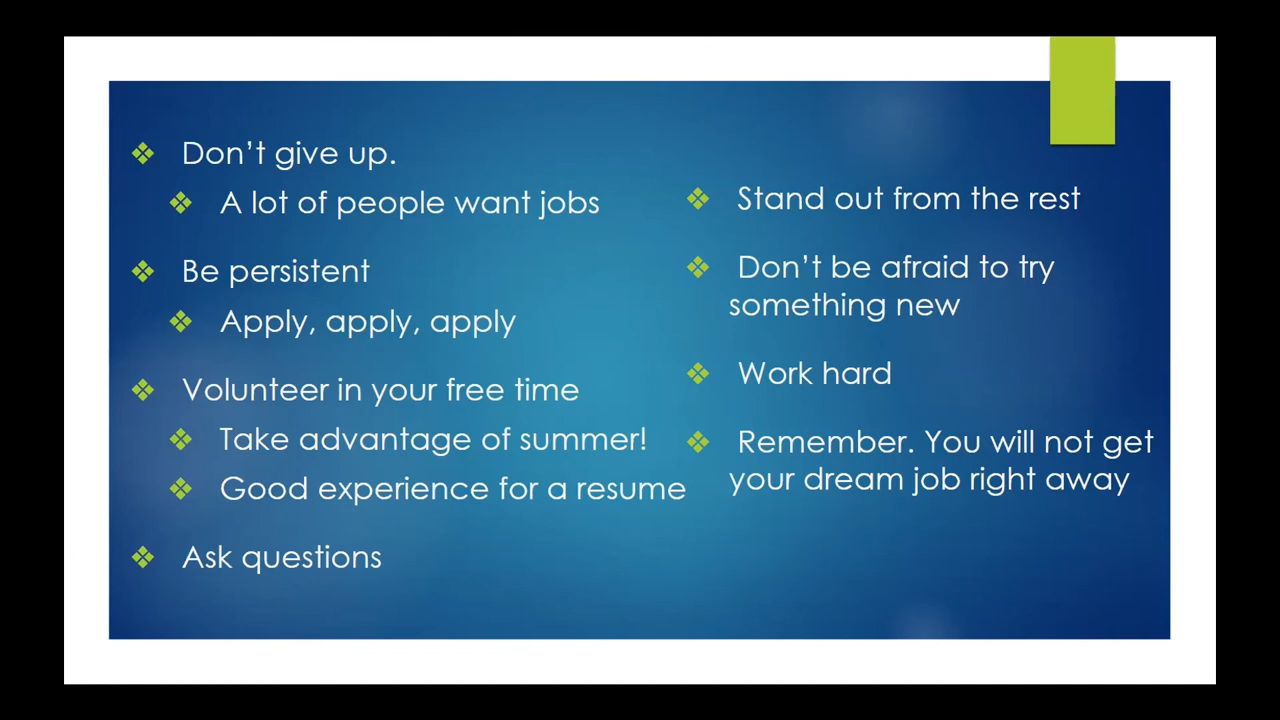 Don’t give up.
A lot of people want jobs
Be persistent
Apply, apply, apply
Volunteer in your free time
Take advantage of summer!
Good experience for a resume
Ask questions
Stand out from the rest
Don’t be afraid to try
something new
Work hard
Remember. You will not get
your dream job right away